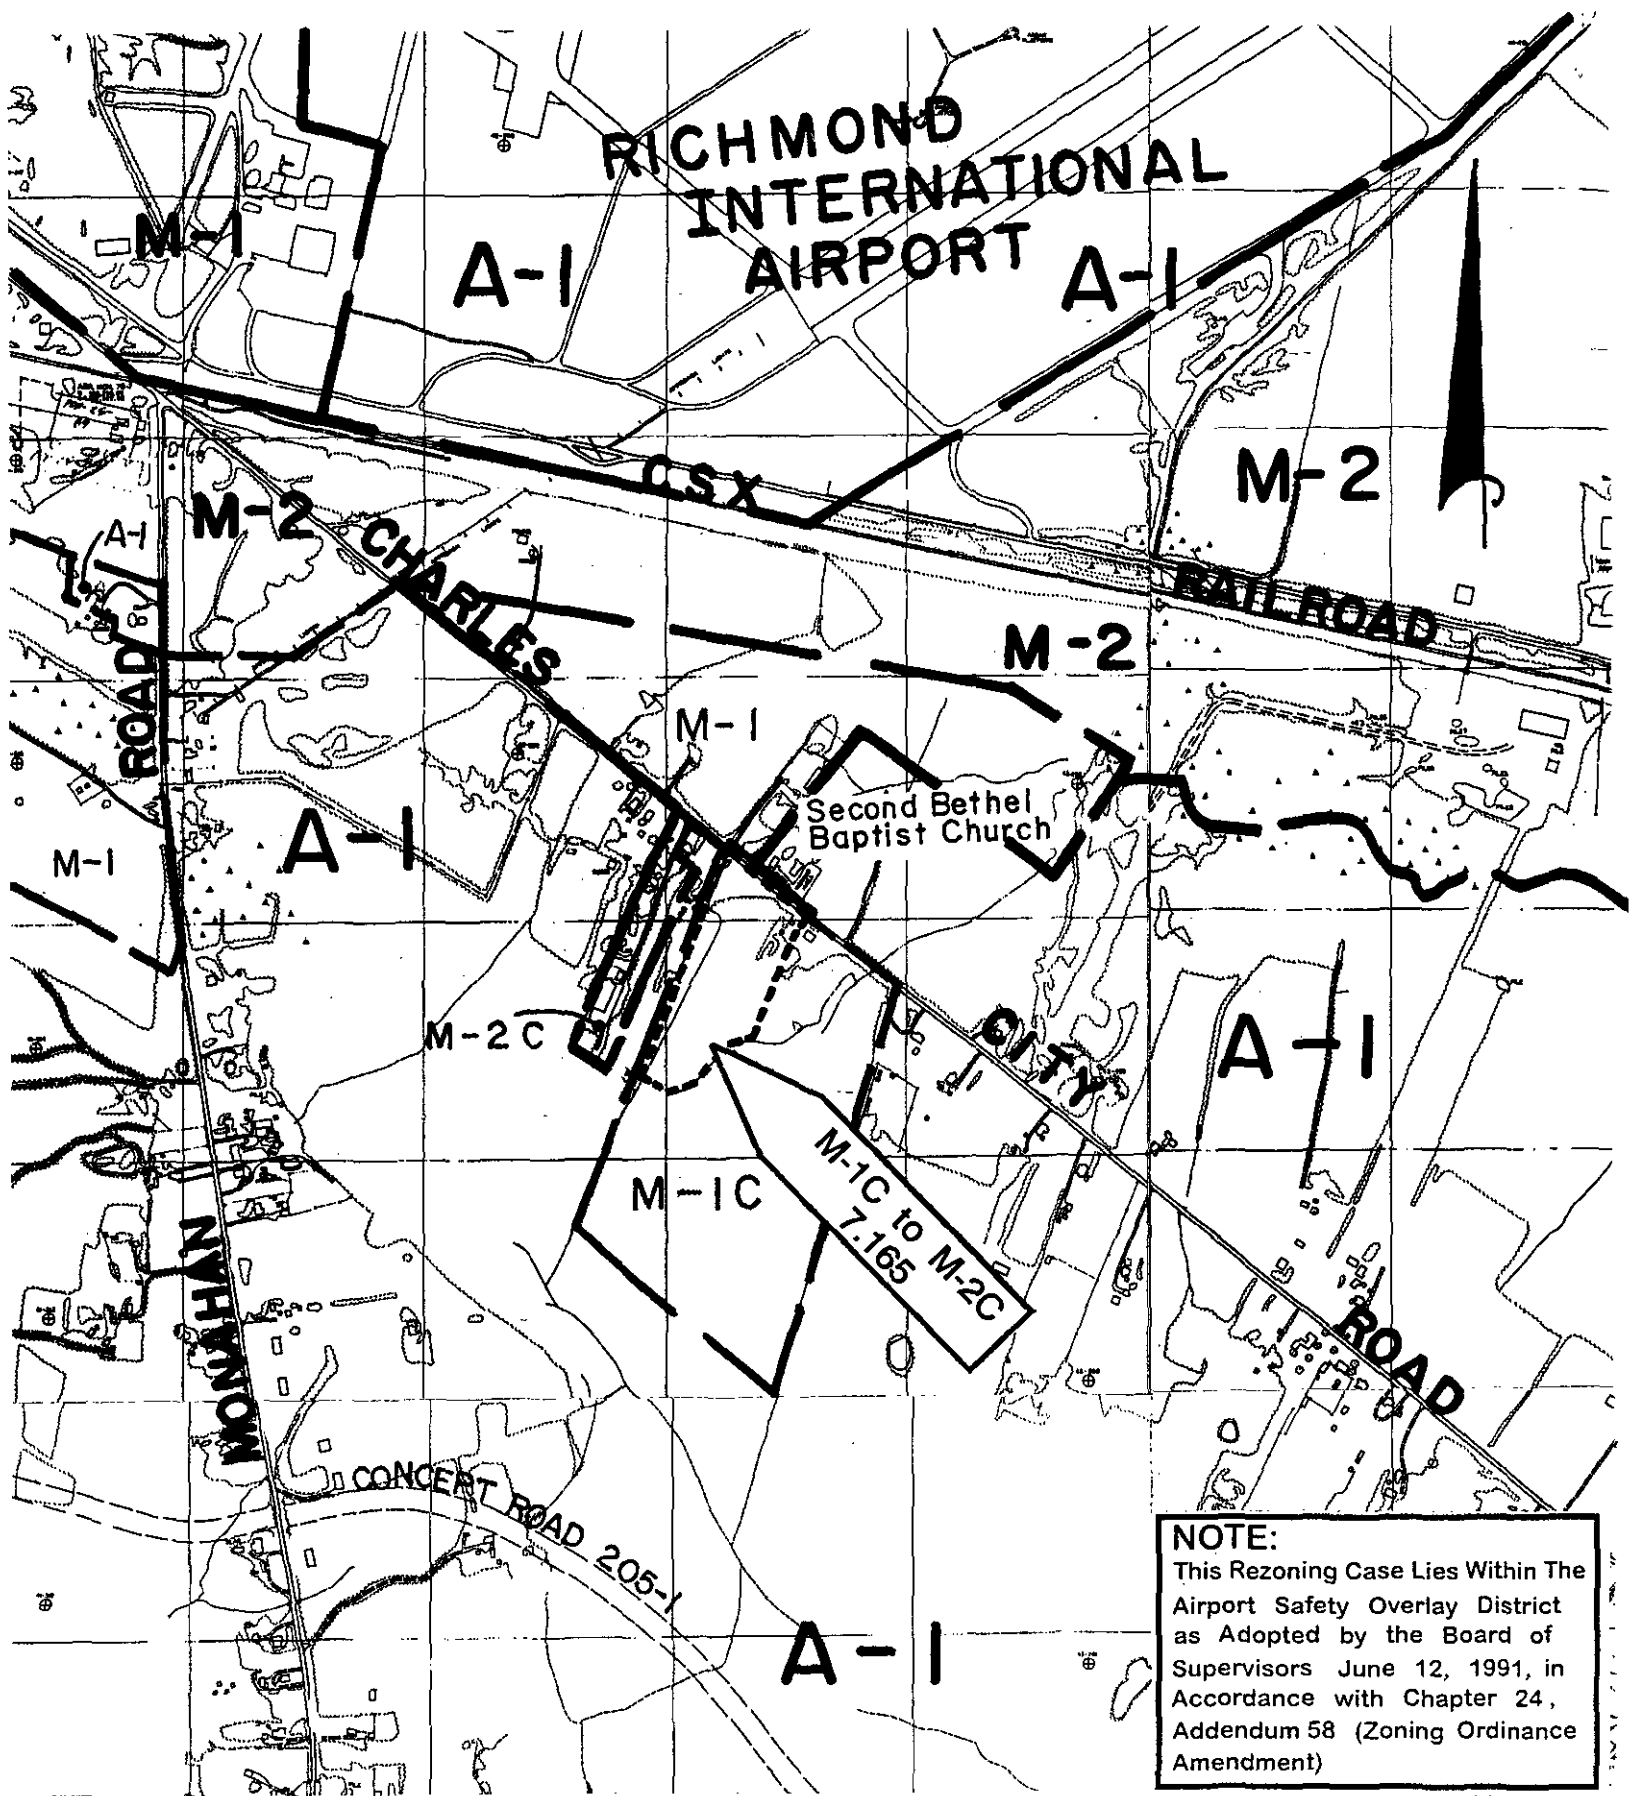 RICHMOND
INTERNATIONAL
AIRPORT
M-1
A-1
A-1
CSX
RAILROAD
M-2
M-2
A-1
CHARLES
CITY
ROAD
M-2
M-1
ROAD
MONAHAN
Second Bethel
Baptist Church
A-1
M-1
M-2C
A-1
M-1C
M-1C to M-2C
7.165
CONCEPT ROAD 205-1
A-1
NOTE:
This Rezoning Case Lies Within The
Airport Safety Overlay District
as Adopted by the Board of
Supervisors June 12, 1991, in
Accordance with Chapter 24,
Addendum 58 (Zoning Ordinance
Amendment)